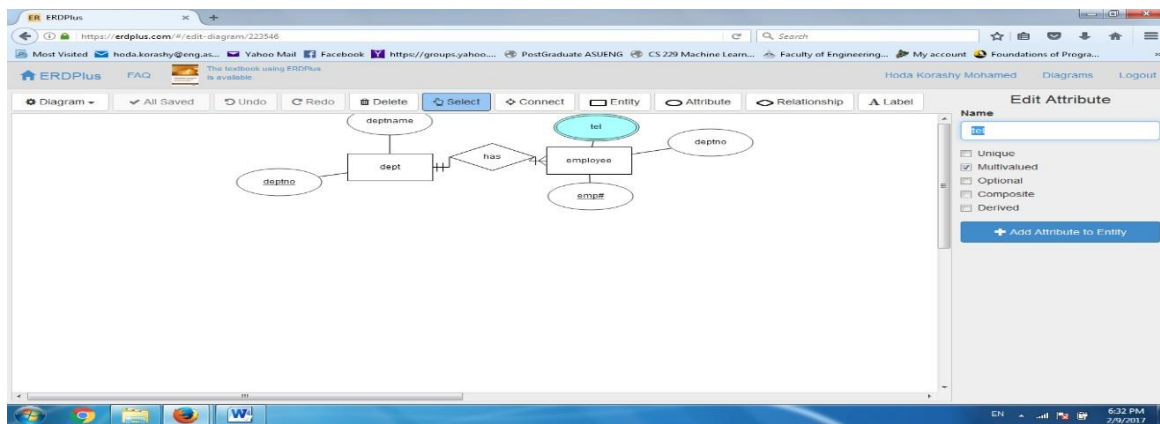 ER ERDPlus
https://erdplus.com/#/edit-diagram/223546
Search
Most Visited hoda.korashy@eng.as... Yahoo Mail Facebook https://groups.yahoo.... PostGraduate ASUENG CS 229 Machine Learn... Faculty of Engineering... My account Foundations of Progra...
ERDPlus FAQ The textbook using ERDPlus is available. Hoda Korashy Mohamed Diagrams Logout
Diagram All Saved Undo Redo Delete Select Connect Entity Attribute Relationship A Label
Edit Attribute
Name
tel
Unique
Multivalued
Optional
Composite
Derived
+ Add Attribute to Entity
deptname
tel
deptno
has
dept
employee
deptno
emp#
EN 6:32 PM
2/9/2017